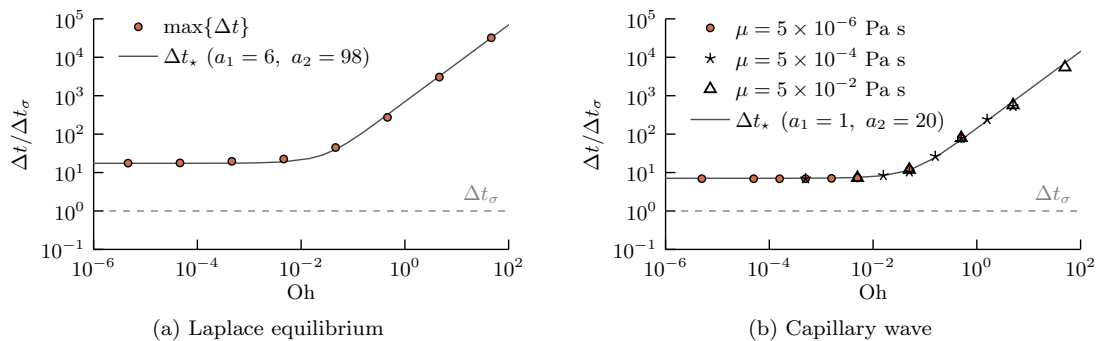 10^5
10^4
10^3
10^2
10^1
10^0
10^−1
Δt/Δt_σ
max{Δt}
Δt⋆ (a_1 = 6, a_2 = 98)
Δt_σ
10^−6 10^−4 10^−2 10^0 10^2
Oh
(a) Laplace equilibrium
10^5
10^4
10^3
10^2
10^1
10^0
10^−1
Δt/Δt_σ
μ = 5 × 10^−6 Pa s
μ = 5 × 10^−4 Pa s
μ = 5 × 10^−2 Pa s
Δt⋆ (a_1 = 1, a_2 = 20)
Δt_σ
10^−6 10^−4 10^−2 10^0 10^2
Oh
(b) Capillary wave